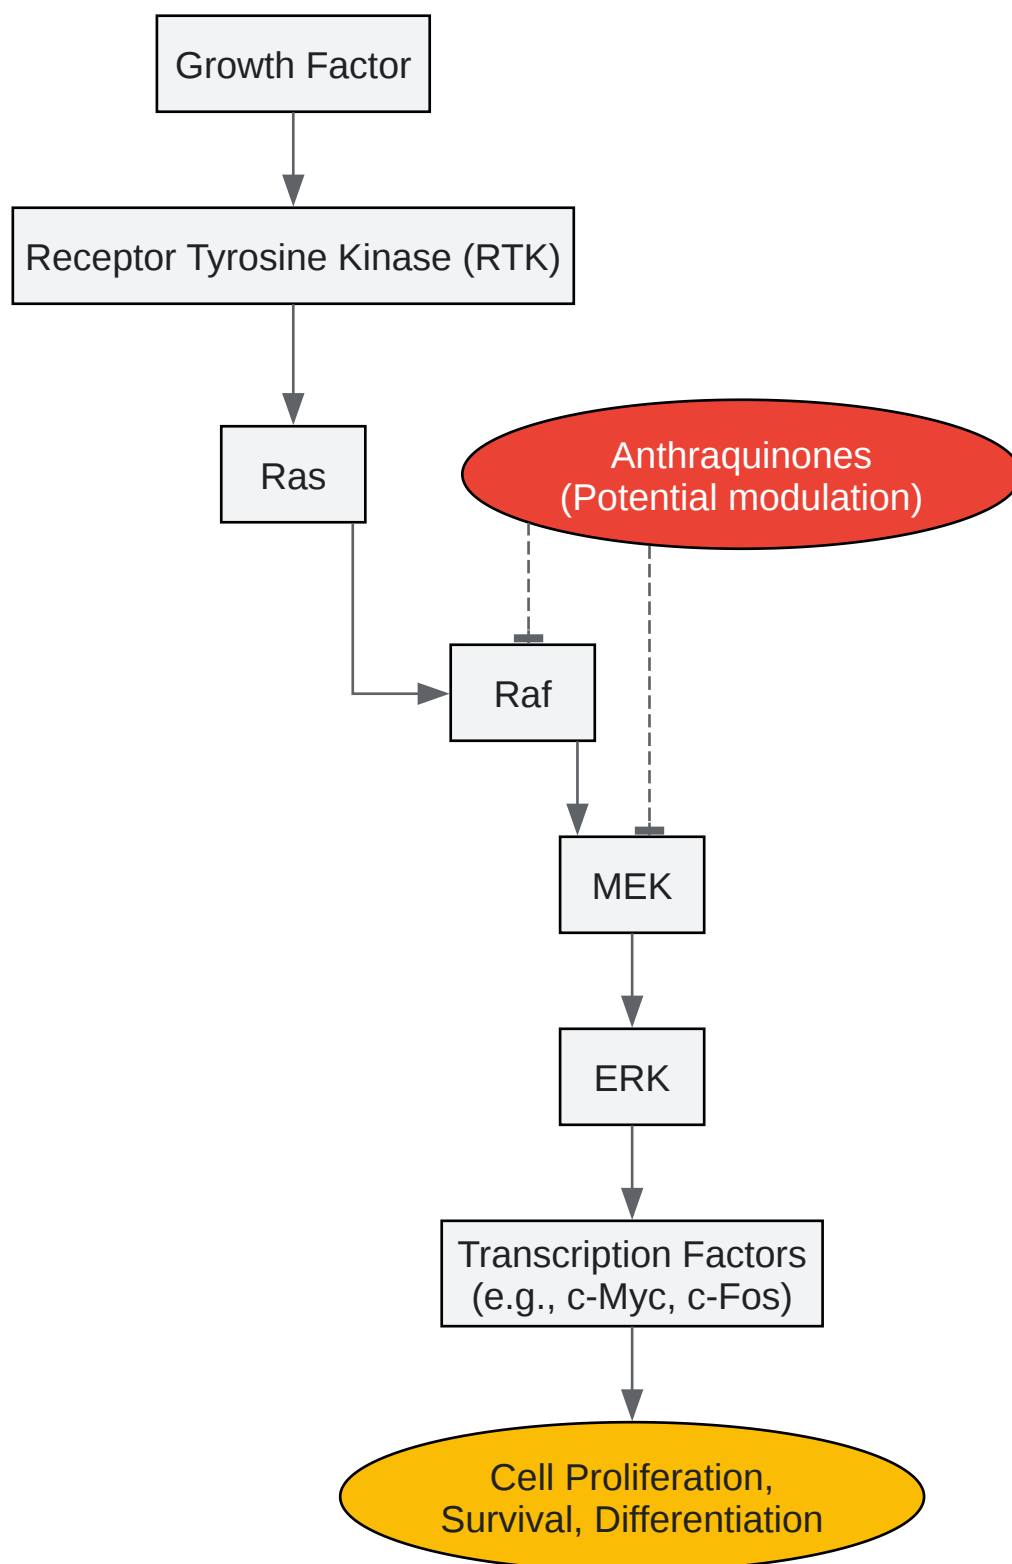 Growth Factor
Receptor Tyrosine Kinase (RTK)
Ras
Anthraquinones
(Potential modulation)
Raf
MEK
ERK
Transcription Factors
(e.g., c-Myc, c-Fos)
Cell Proliferation,
Survival, Differentiation